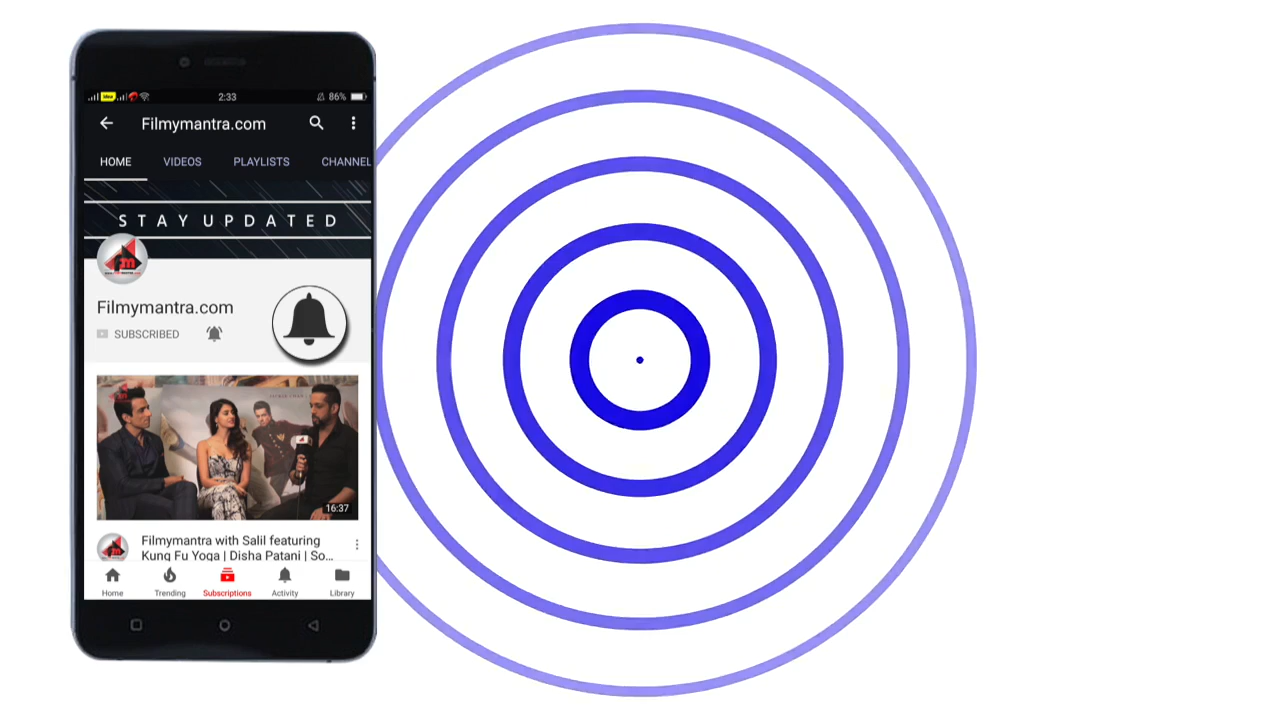 2:33
86%
Filmymantra.com
HOME VIDEOS PLAYLISTS CHANNEL
STAY UPDATED
fm
Filmymantra.com
SUBSCRIBED
16:37
Filmymantra with Salil featuring
Kung Fu Yoga | Disha Patani | So...
Home Trending Subscriptions Activity Library